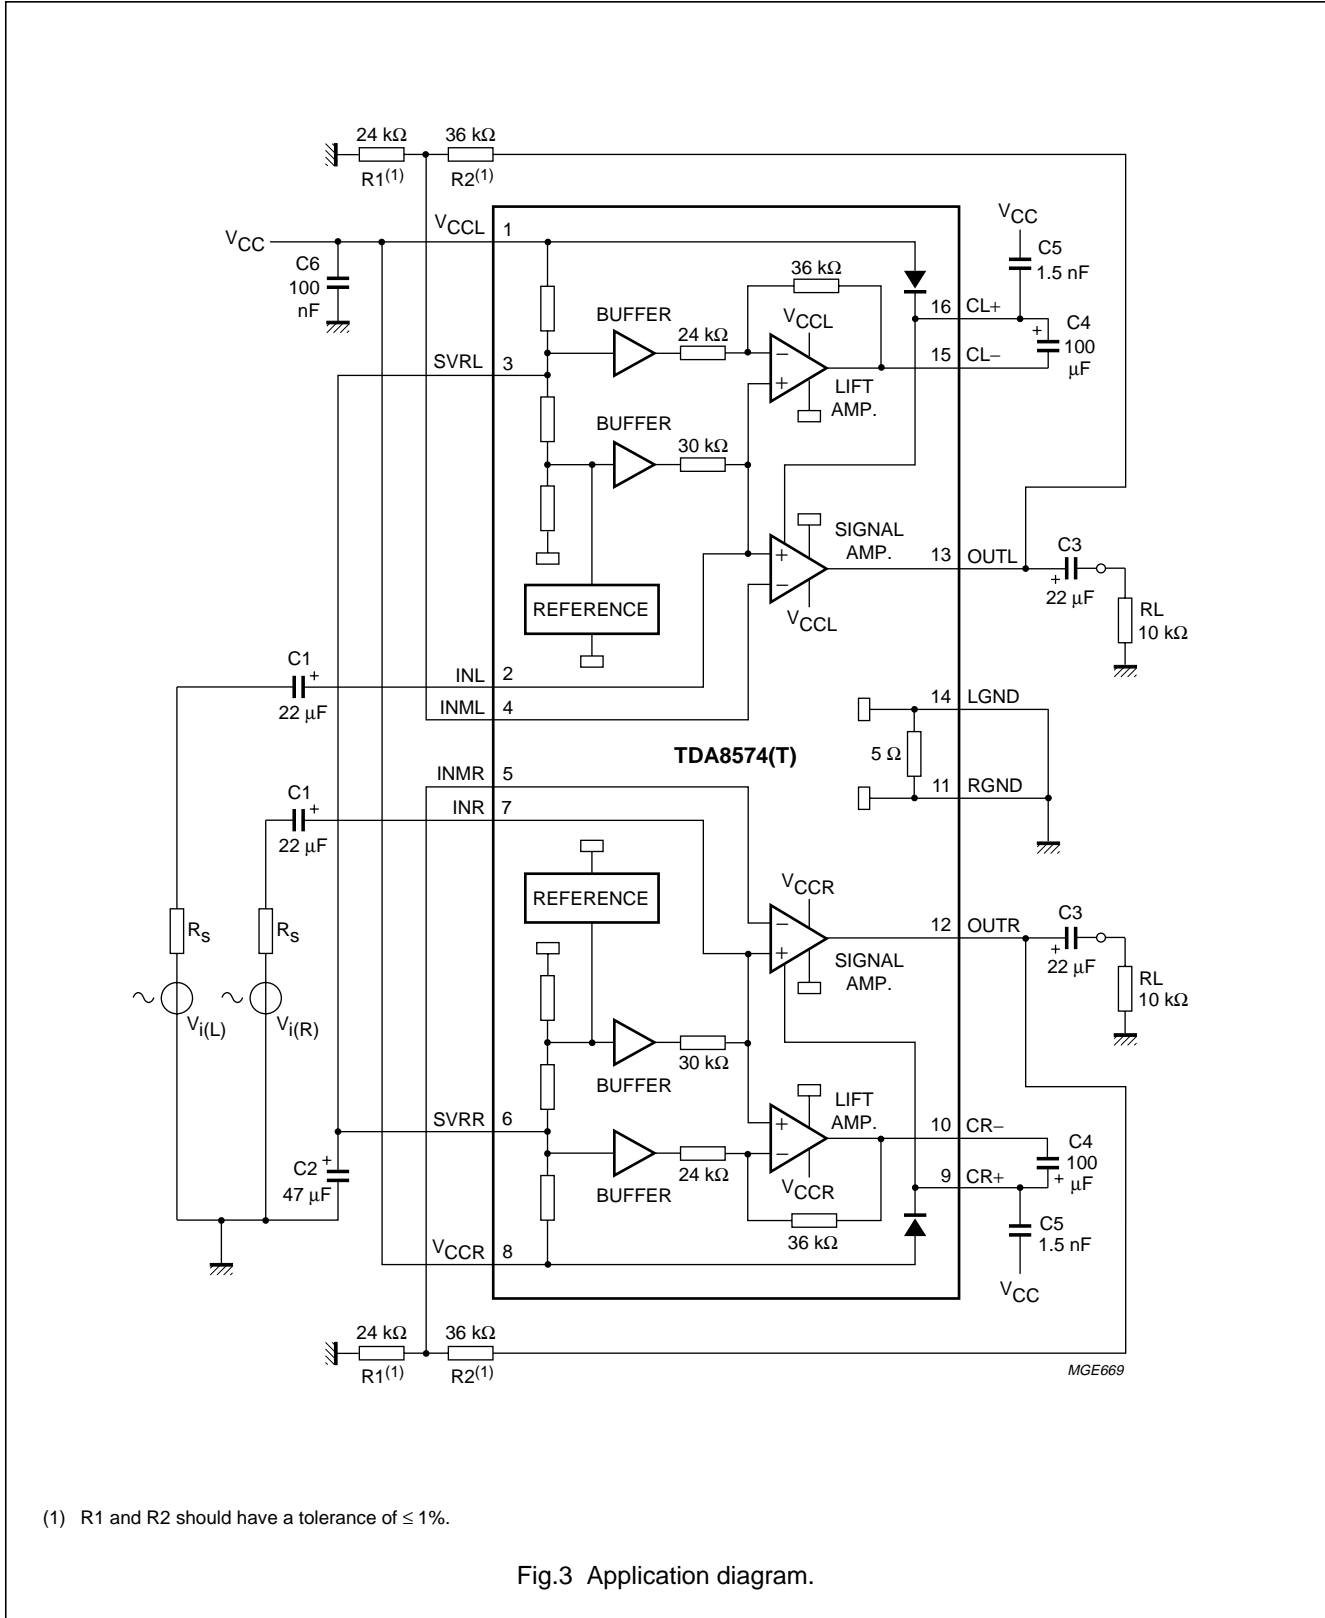 24 kΩ 36 kΩ
R1(1) R2(1)
VCCL 1
VCC
VCC
C6
100
nF
C5
1.5 nF
36 kΩ
BUFFER
VCCL
24 kΩ
16 CL+
+ C4
100
µF
15 CL−
SVRL 3
−
+
LIFT
AMP.
BUFFER
30 kΩ
SIGNAL
AMP.
+
−
13 OUTL
C3
+
22 µF
REFERENCE
VCCL
RL
10 kΩ
C1
+
22 µF
INL 2
INML 4
14 LGND
TDA8574(T)
5 Ω
INMR 5
11 RGND
C1
+
22 µF
INR 7
REFERENCE
VCCR
−
+
12 OUTR
C3
+
22 µF
Rs
Rs
SIGNAL
AMP.
RL
10 kΩ
Vi(L)
Vi(R)
30 kΩ
BUFFER
SVRR 6
LIFT
AMP.
+
−
10 CR−
C4
100
+ µF
C2
+
47 µF
24 kΩ
BUFFER
VCCR
9 CR+
36 kΩ
C5
1.5 nF
VCCR 8
VCC
24 kΩ 36 kΩ
R1(1) R2(1)
MGE669
(1) R1 and R2 should have a tolerance of ≤ 1%.
Fig.3 Application diagram.